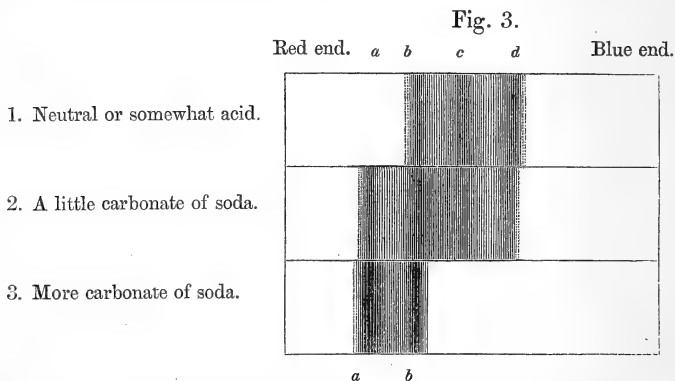 Fig. 3.
Red end. a b c d Blue end.
1. Neutral or somewhat acid.
2. A little carbonate of soda.
3. More carbonate of soda.
a b